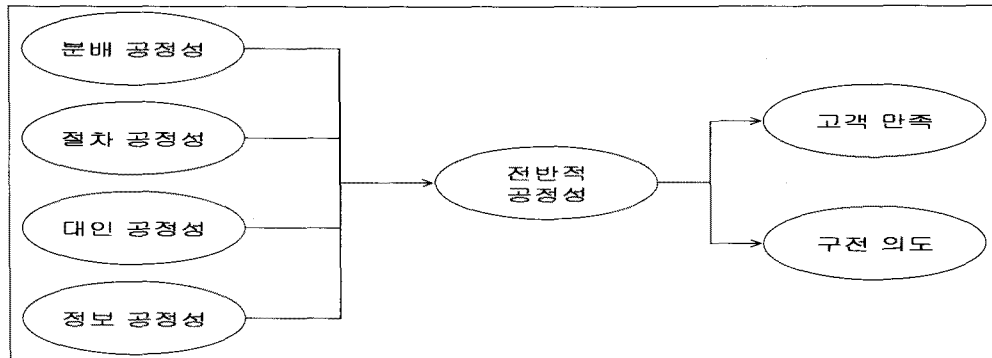 분배 공정성
절차 공정성
대인 공정성
정보 공정성
전반적
공정성
고객 만족
구전 의도